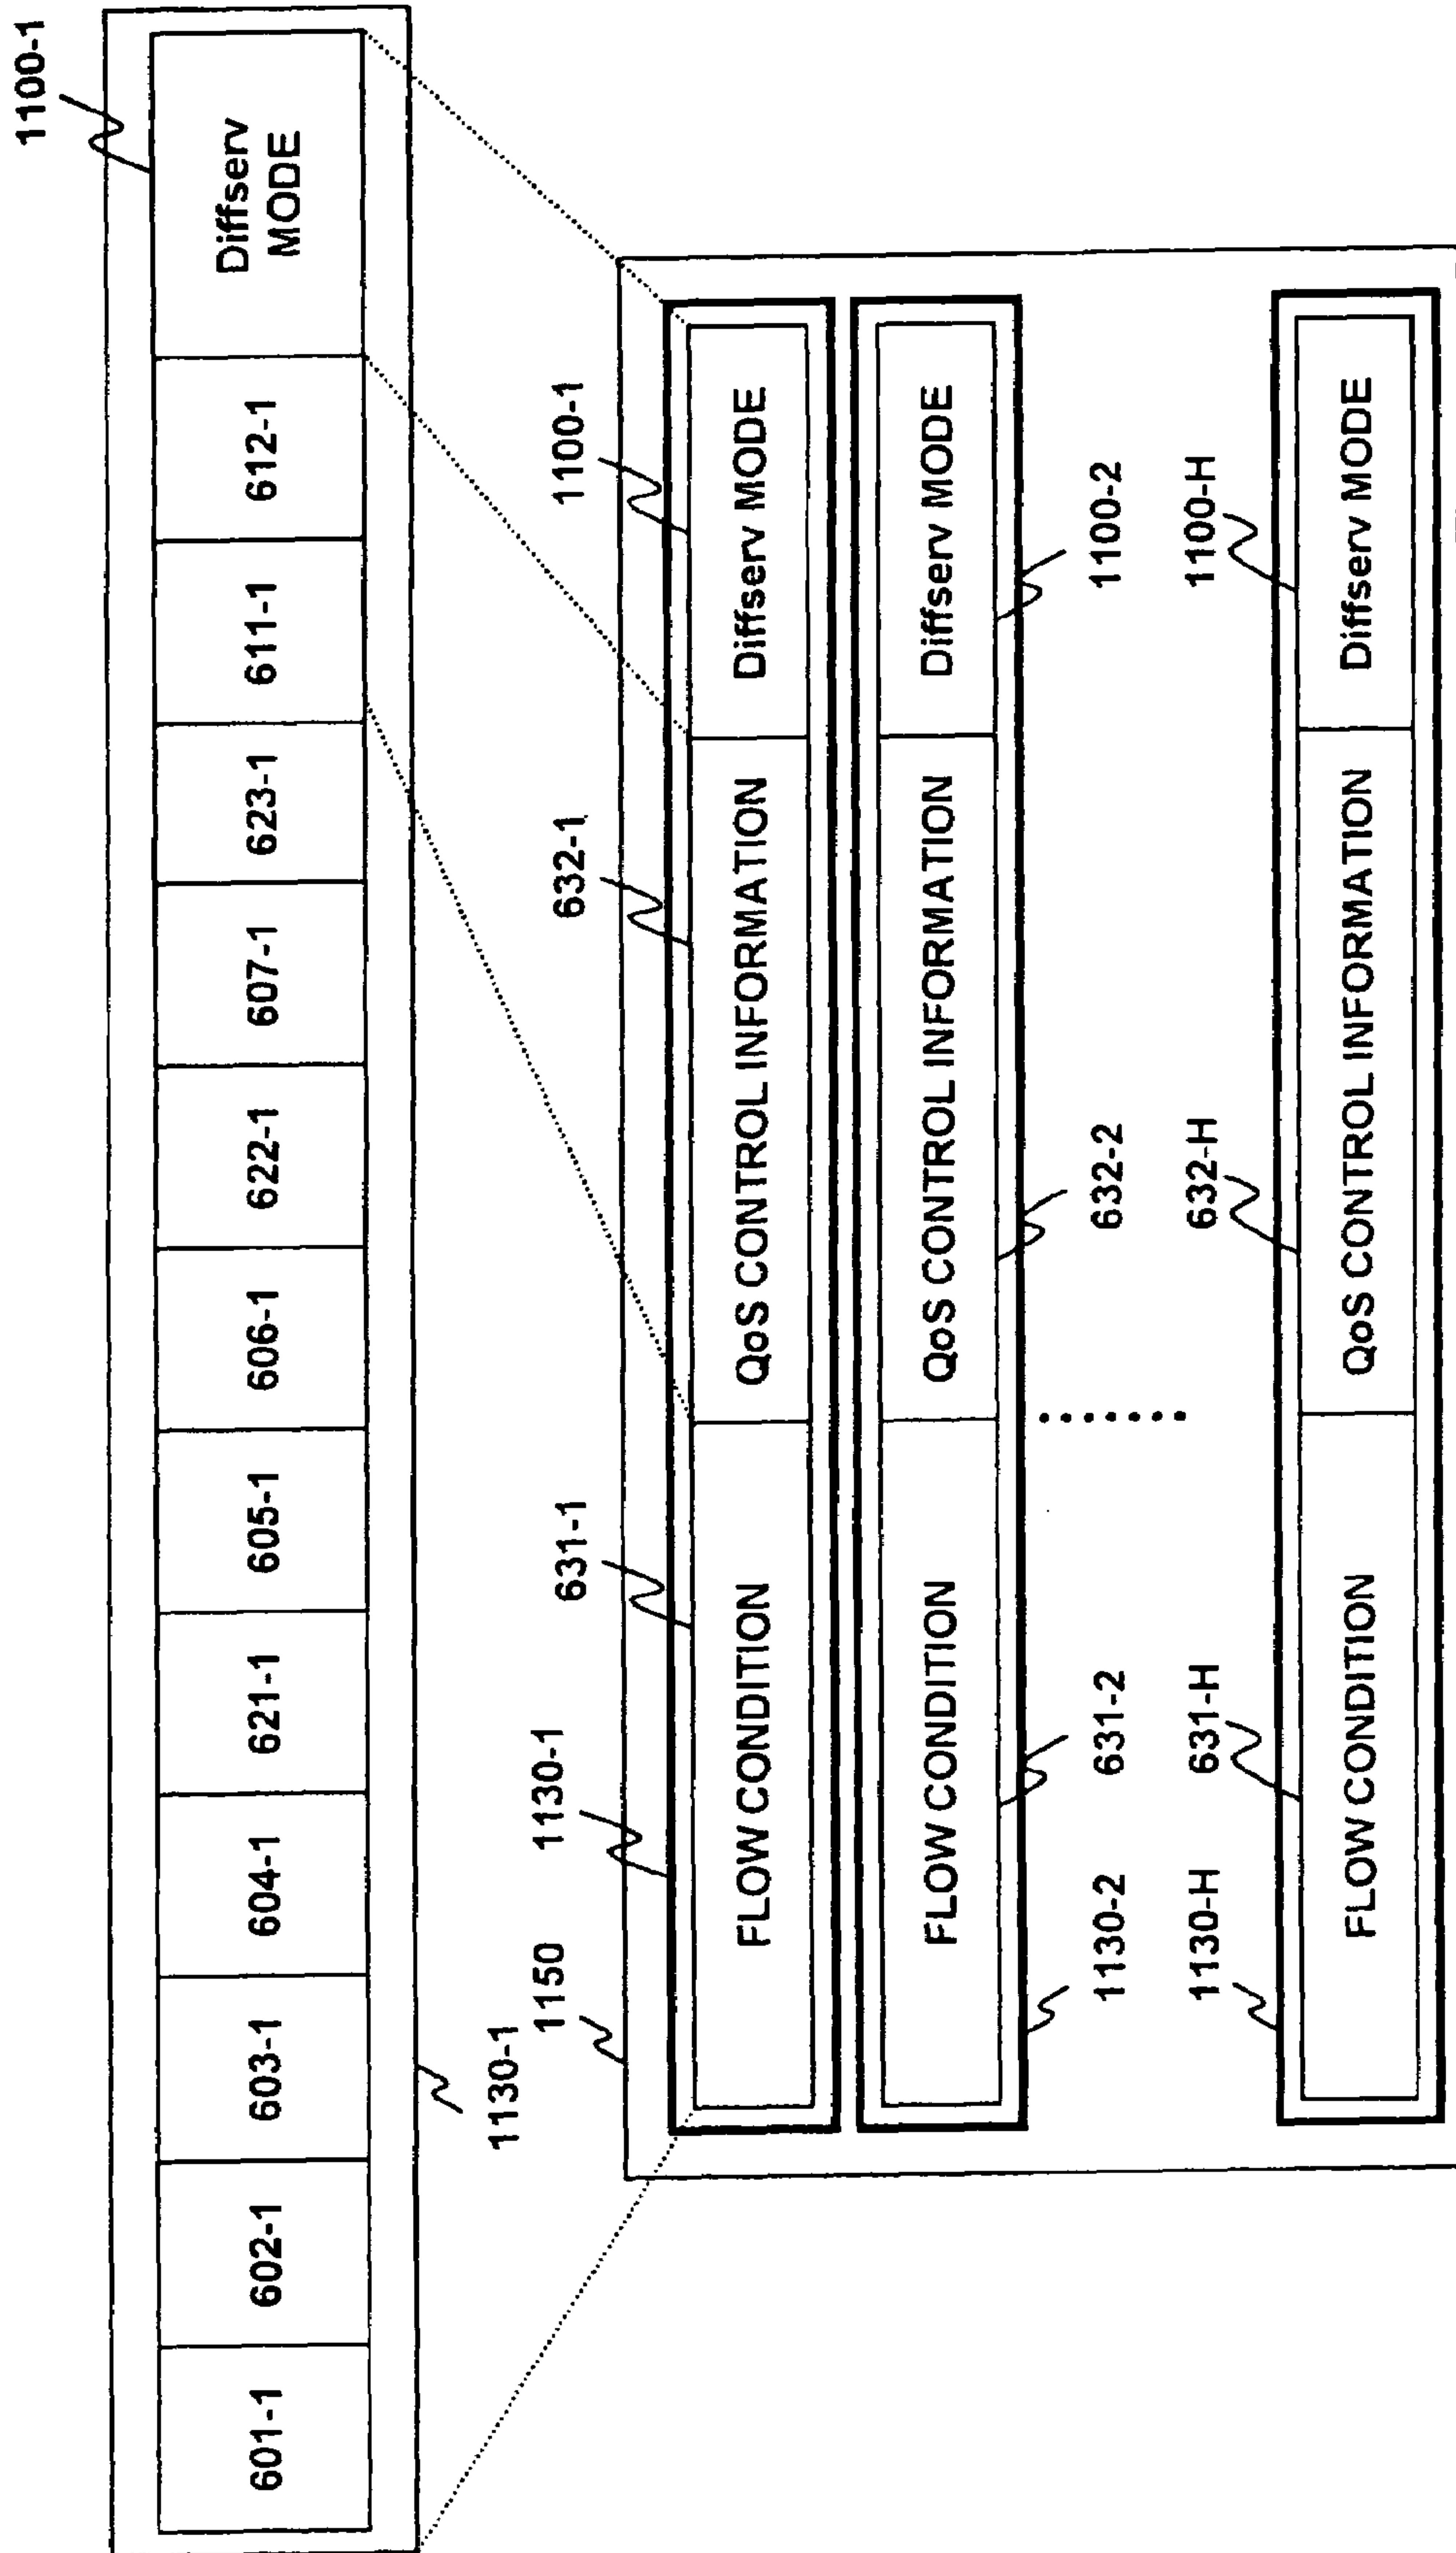 1100-1
601-1
602-1
603-1
604-1
621-1
605-1
606-1
622-1
607-1
623-1
611-1
612-1
Diffserv
MODE
1130-1
1150
1130-1
631-1
632-1
1100-1
FLOW CONDITION
QoS CONTROL INFORMATION
Diffserv MODE
FLOW CONDITION
QoS CONTROL INFORMATION
Diffserv MODE
1130-2
631-2
632-2
1100-2
1130-H
631-H
632-H
1100-H
FLOW CONDITION
QoS CONTROL INFORMATION
Diffserv MODE